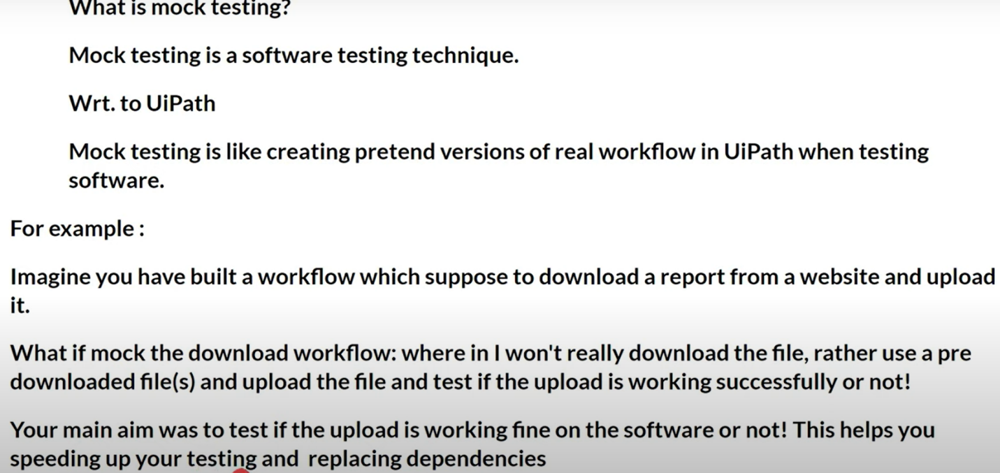 What is mock testing?
Mock testing is a software testing technique.
Wrt. to UiPath
Mock testing is like creating pretend versions of real workflow in UiPath when testing
software.
For example :
Imagine you have built a workflow which suppose to download a report from a website and upload
it.
What if mock the download workflow: where in I won't really download the file, rather use a pre
downloaded file(s) and upload the file and test if the upload is working successfully or not!
Your main aim was to test if the upload is working fine on the software or not! This helps you
speeding up your testing and replacing dependencies